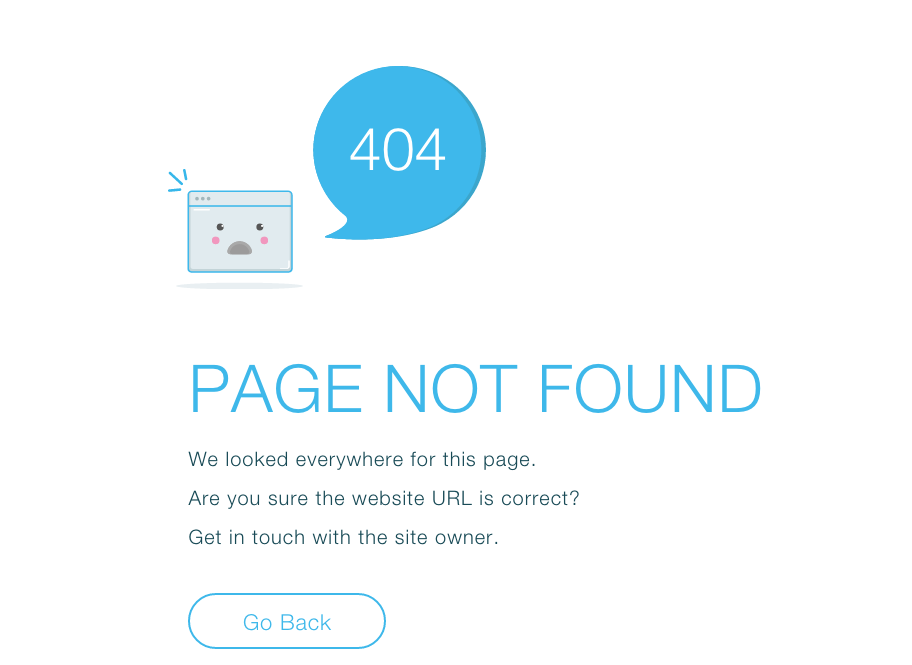 404
PAGE NOT FOUND
We looked everywhere for this page.
Are you sure the website URL is correct?
Get in touch with the site owner.
Go Back